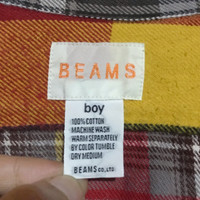 BEAMS
boy
100% COTTON
MACHINE WASH
WARM SEPARATELY
BY COLOR TUMBLE
DRY MEDIUM
BEAMS CO., LTD.